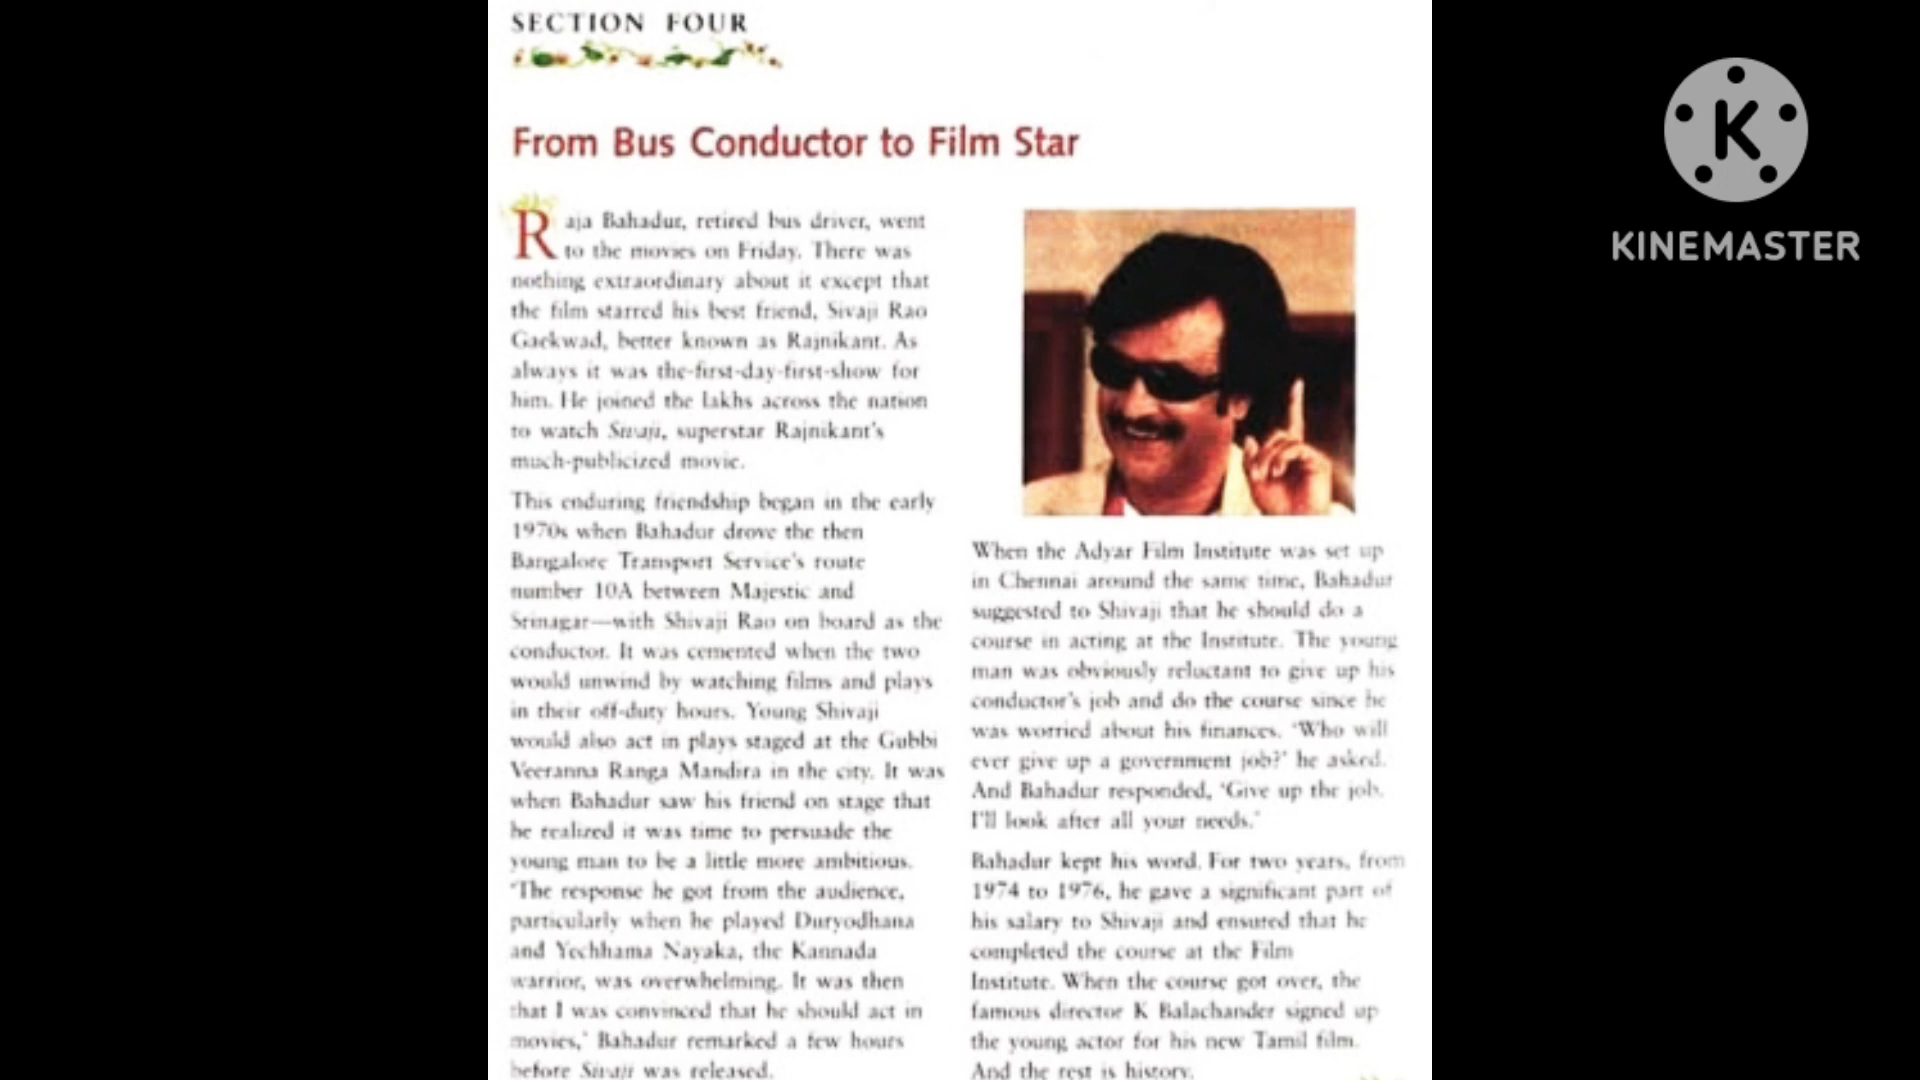 SECTION FOUR
From Bus Conductor to Film Star
Raja Bahadur, retired bus driver, went
to the movies on Friday. There was
nothing extraordinary about it except that
the film starred his best friend, Sivaji Rao
Gaekwad, better known as Rajnikant. As
always it was the-first-day-first-show for
him. He joined the lakhs across the nation
to watch Sivaji, superstar Rajnikant's
much-publicized movie.
This enduring friendship began in the early
1970s when Bahadur drove the then
Bangalore Transport Service's route
number 10A between Majestic and
Srinagar—with Shivaji Rao on board as the
conductor. It was cemented when the two
would unwind by watching films and plays
in their off-duty hours. Young Shivaji
would also act in plays staged at the Gubbi
Veeranna Ranga Mandira in the city. It was
when Bahadur saw his friend on stage that
he realized it was time to persuade the
young man to be a little more ambitious.
'The response he got from the audience,
particularly when he played Duryodhana
and Yechhama Nayaka, the Kannada
warrior, was overwhelming. It was then
that I was convinced that he should act in
movies,' Bahadur remarked a few hours
before Sivaji was released.
When the Adyar Film Institute was set up
in Chennai around the same time, Bahadur
suggested to Shivaji that he should do a
course in acting at the Institute. The young
man was obviously reluctant to give up his
conductor's job and do the course since he
was worried about his finances. 'Who will
ever give up a government job?' he asked.
And Bahadur responded, 'Give up the job.
I'll look after all your needs.'
Bahadur kept his word. For two years, from
1974 to 1976, he gave a significant part of
his salary to Shivaji and ensured that he
completed the course at the Film
Institute. When the course got over, the
famous director K Balachander signed up
the young actor for his new Tamil film.
And the rest is history.
K
KINEMASTER